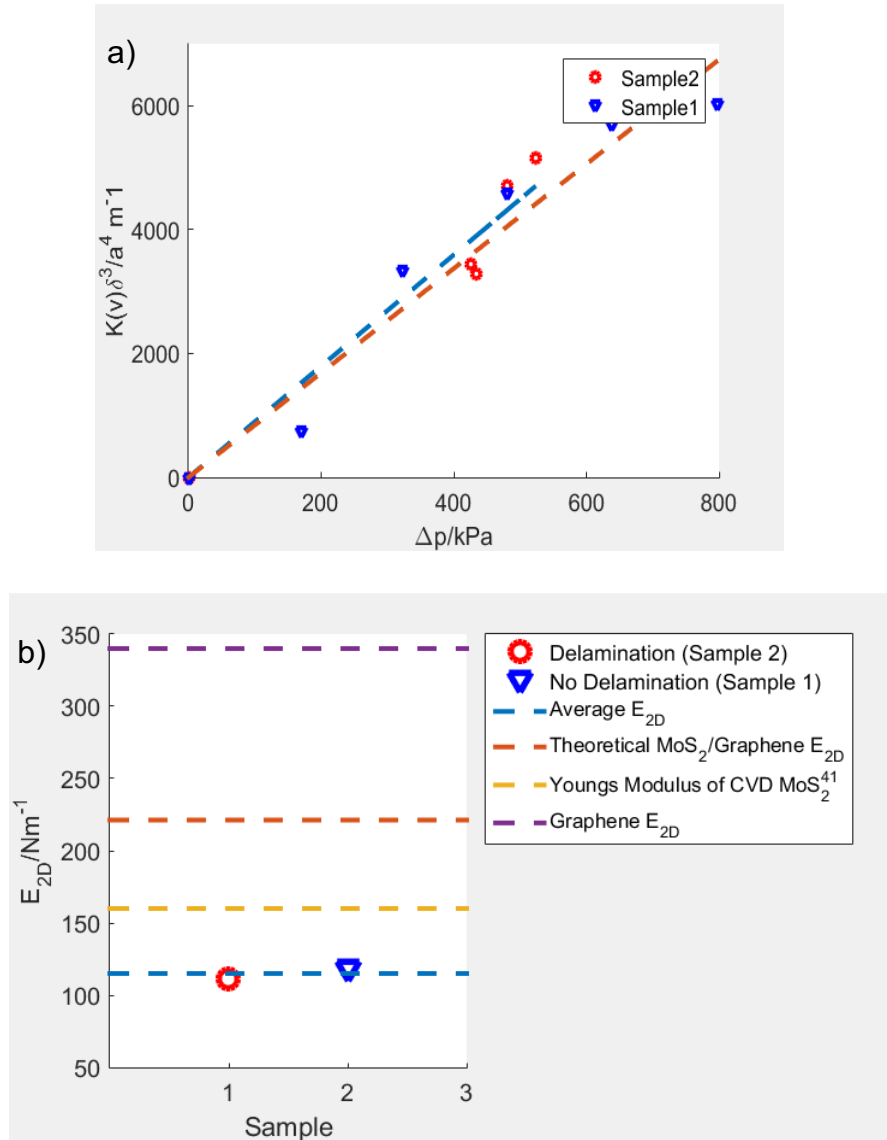 a)
Sample2
Sample1
6000
4000
2000
0
K(v)δ³/a⁴ m-1
0 200 400 600 800
Δp/kPa
b)
350
300
250
200
150
100
50
E₂D/Nm⁻¹
1 2 3
Sample
Delamination (Sample 2)
No Delamination (Sample 1)
Average E₂D
Theoretical MoS₂/Graphene E₂D
Youngs Modulus of CVD MoS₂⁴¹
Graphene E₂D